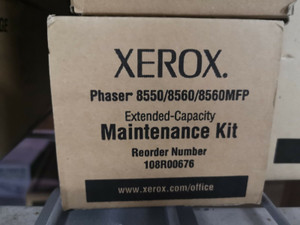 XEROX.
Phaser 8550/8560/8560MFP
Extended-Capacity
Maintenance Kit
Reorder Number
108R00676
www.xerox.com/office